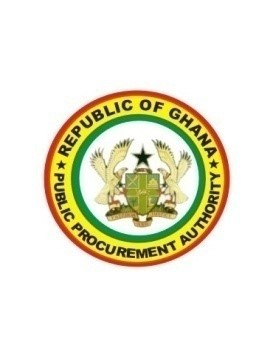 REPUBLIC OF GHANA
PUBLIC PROCUREMENT AUTHORITY